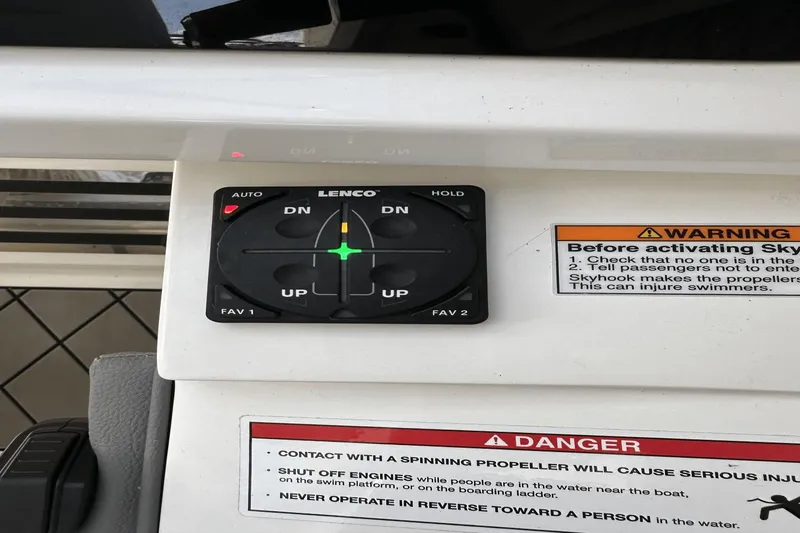 AUTO LENCO HOLD
DN DN
UP UP
FAV 1 FAV 2
WARNING
Before activating Sky
1. Check that no one is in the
2. Tell passengers not to ente
Skyhook makes the propellers
This can injure swimmers.
DANGER
· CONTACT WITH A SPINNING PROPELLER WILL CAUSE SERIOUS INJU
· SHUT OFF ENGINES while people are in the water near the boat,
on the swim platform, or on the boarding ladder.
· NEVER OPERATE IN REVERSE TOWARD A PERSON in the water.